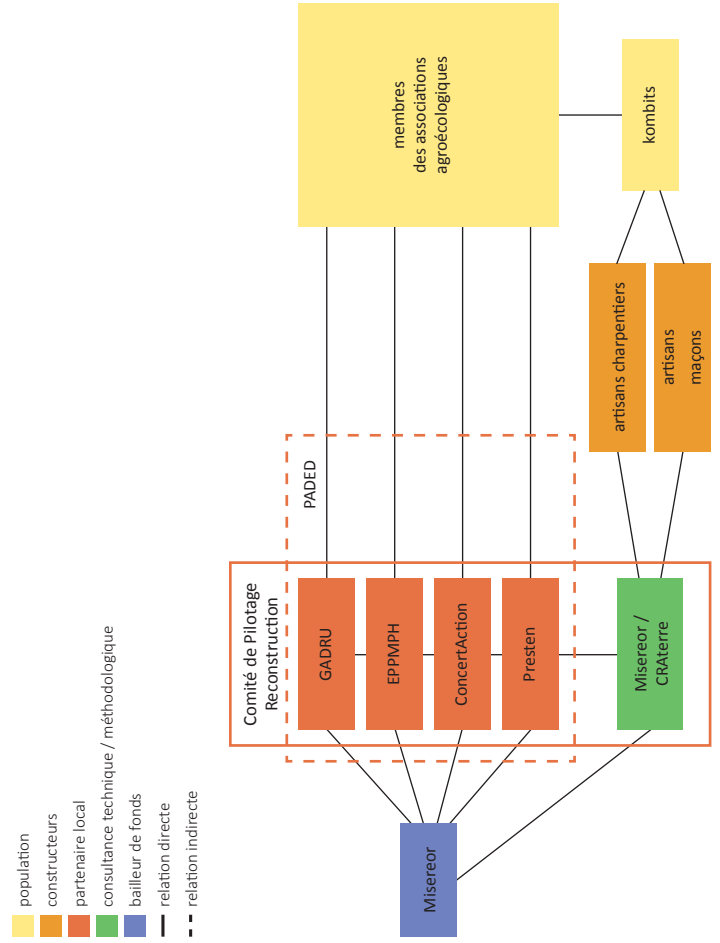 population
constructeurs
partenaire local
consultance technique / méthodologique
bailleur de fonds
relation directe
relation indirecte
Comité de Pilotage
Reconstruction
PADED
Misereor
GADRU
EPPMPH
ConcertAction
Presten
Misereor /
CRAterre
artisans charpentiers
artisans
maçons
membres
des associations
agroécologiques
kombits